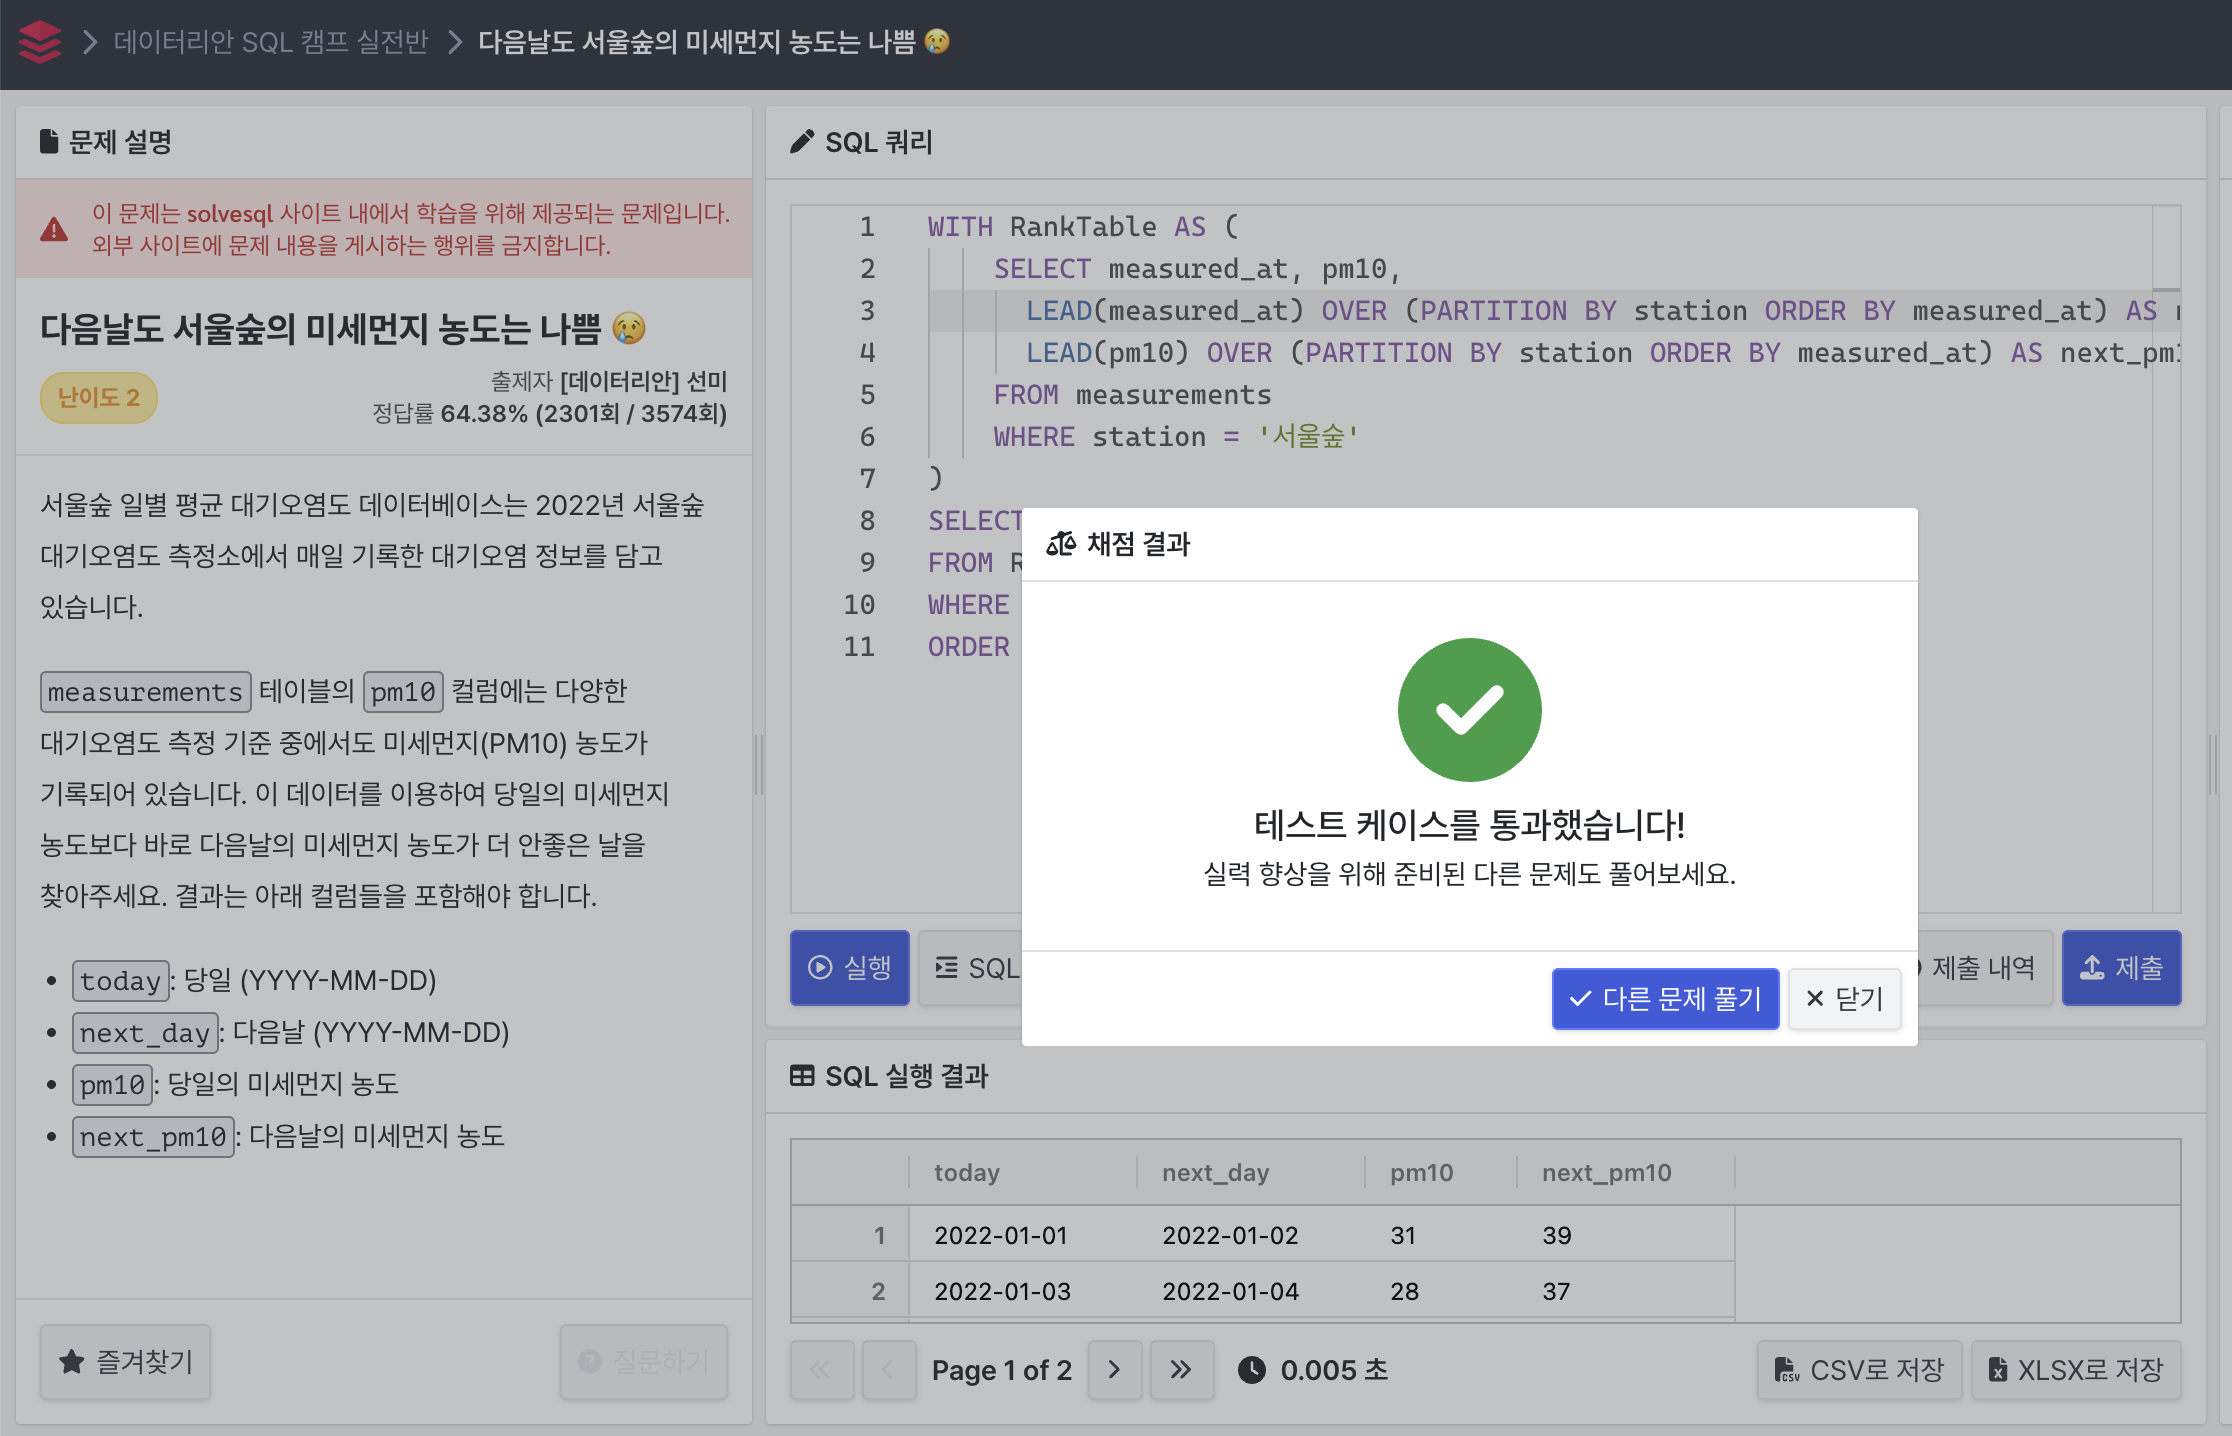 데이터리안 SQL 캠프 실전반
다음날도 서울숲의 미세먼지 농도는 나쁨 😢
문제 설명
이 문제는 solvesql 사이트 내에서 학습을 위해 제공되는 문제입니다.
외부 사이트에 문제 내용을 게시하는 행위를 금지합니다.
다음날도 서울숲의 미세먼지 농도는 나쁨 😢
난이도 2
출제자 [데이터리안] 선미
정답률 64.38% (2301회 / 3574회)
서울숲 일별 평균 대기오염도 데이터베이스는 2022년 서울숲
대기오염도 측정소에서 매일 기록한 대기오염 정보를 담고
있습니다.
measurements 테이블의 pm10 컬럼에는 다양한
대기오염도 측정 기준 중에서도 미세먼지(PM10) 농도가
기록되어 있습니다. 이 데이터를 이용하여 당일의 미세먼지
농도보다 바로 다음날의 미세먼지 농도가 더 안좋은 날을
찾아주세요. 결과는 아래 컬럼들을 포함해야 합니다.
• today: 당일 (YYYY-MM-DD)
• next_day: 다음날 (YYYY-MM-DD)
• pm10: 당일의 미세먼지 농도
• next_pm10: 다음날의 미세먼지 농도
즐겨찾기
질문하기
SQL 쿼리
1 WITH RankTable AS (
2 SELECT measured_at, pm10,
3 LEAD(measured_at) OVER (PARTITION BY station ORDER BY measured_at) AS
4 LEAD(pm10) OVER (PARTITION BY station ORDER BY measured_at) AS next_pm1
5 FROM measurements
6 WHERE station = '서울숲'
7 )
8 SELECT
9 FROM R
10 WHERE
11 ORDER
실행
SQL
제출 내역
제출
채점 결과
테스트 케이스를 통과했습니다!
실력 향상을 위해 준비된 다른 문제도 풀어보세요.
다른 문제 풀기
닫기
SQL 실행 결과
today next_day pm10 next_pm10
1 2022-01-01 2022-01-02 31 39
2 2022-01-03 2022-01-04 28 37
Page 1 of 2
0.005 초
CSV로 저장
XLSX로 저장